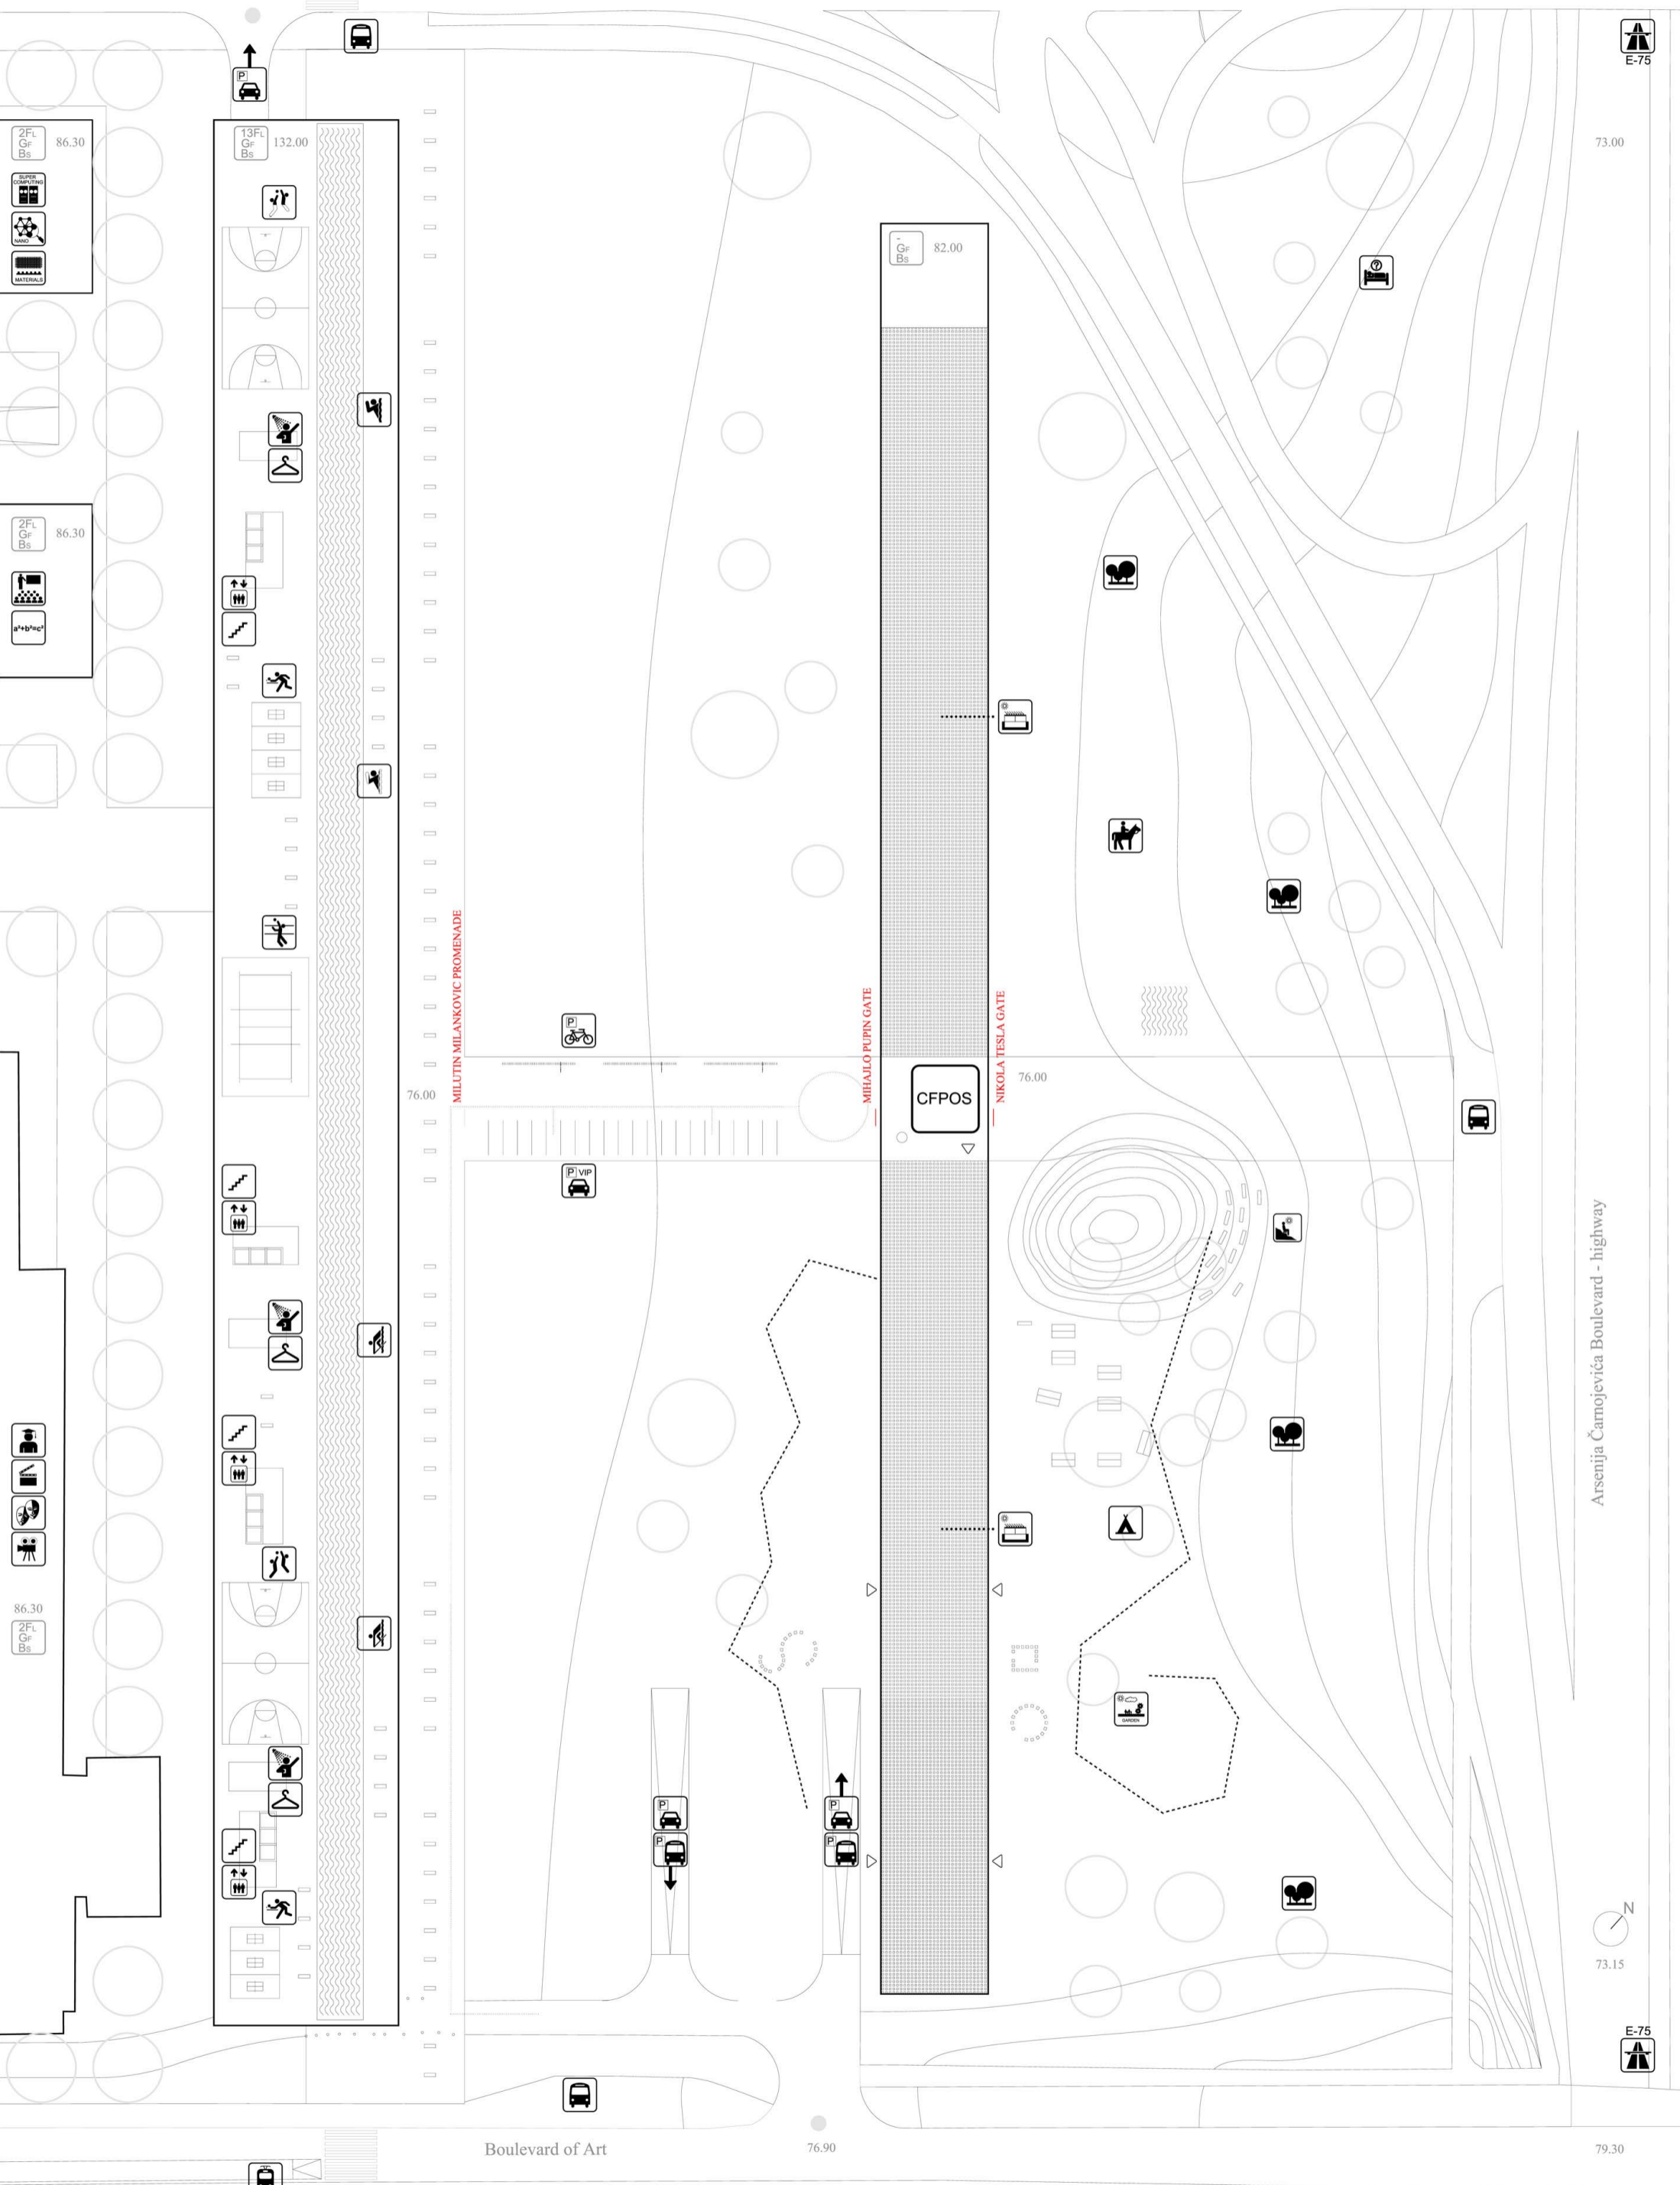 E-75
P
2FL
GF
BS
86.30
13FL
GF
BS
132.00
73.00
SUPER
COMPUTING
NANO
MATERIALS
-
GF
BS
82.00
?
2FL
GF
BS
86.30
a²+b²=c²
MILUTIN MILANKOVIC PROMENADE
MIHAJLO PUPIN GATE
NIKOLA TESLA GATE
P
76.00
76.00
CFPOS
P VIP
Arsenija Čarnojevića Boulevard - highway
86.30
2FL
GF
BS
GARDEN
P
P
P
P
N
73.15
E-75
Boulevard of Art
76.90
79.30